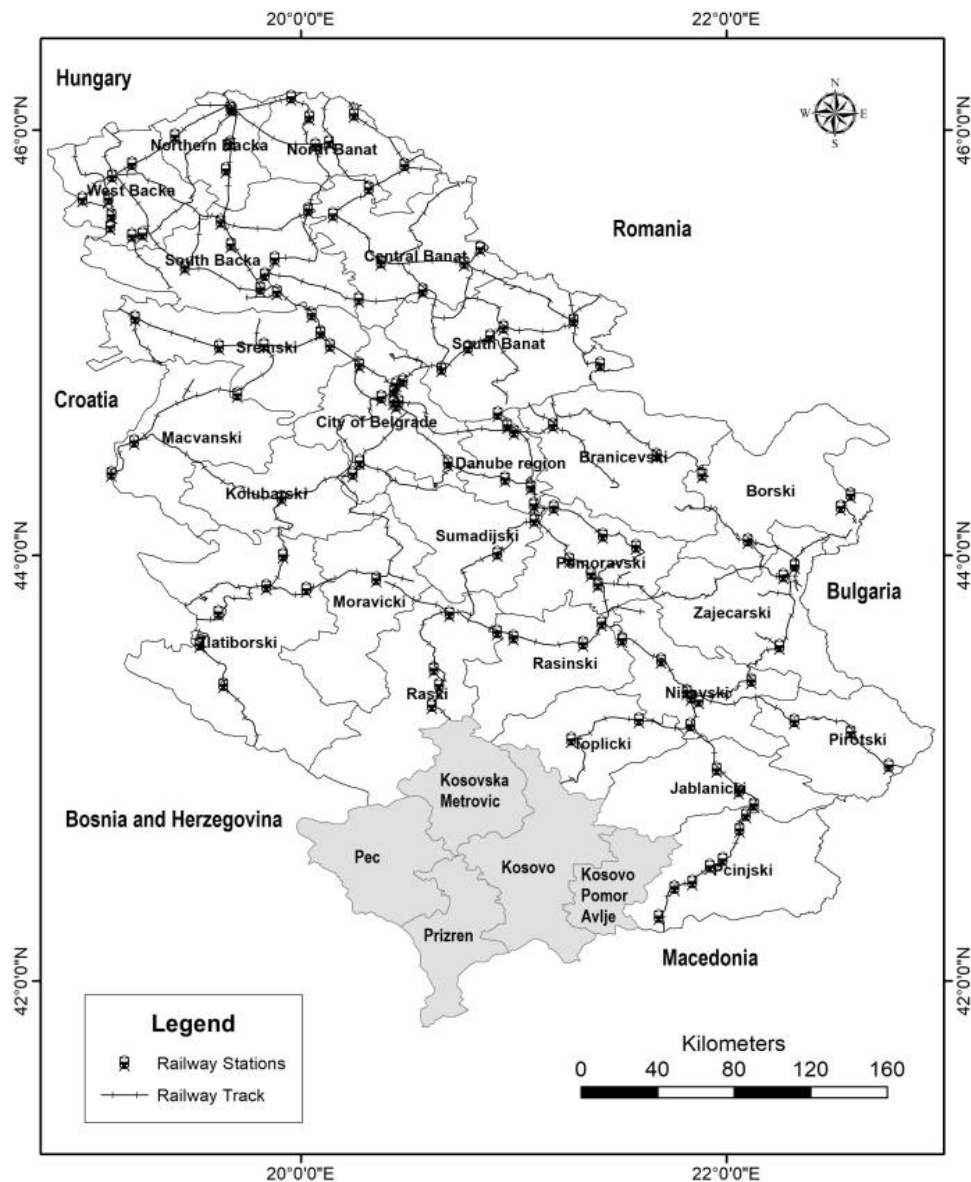 20°0'0"E
22°0'0"E
Hungary
N
W E
S
46°0'0"N
46°0'0"N
Northern Backa
North Banat
West Backa
Romania
South Backa
Central Banat
Sremski
South Banat
Croatia
City of Belgrade
Macvanski
Danube region
Branicevski
Kolubarski
Borski
Sumadijski
44°0'0"N
44°0'0"N
Pomoravski
Bulgaria
Moravicki
Zajecarski
Zlatiborski
Rasinski
Raski
Nisavski
Toplicki
Pirotski
Kosovska
Metrovic
Jablanicki
Bosnia and Herzegovina
Pec
Kosovo
Kosovo
Pomor
Avlje
Pcinjski
Prizren
Macedonia
42°0'0"N
42°0'0"N
Legend
Railway Stations
Railway Track
Kilometers
0 40 80 120 160
20°0'0"E
22°0'0"E